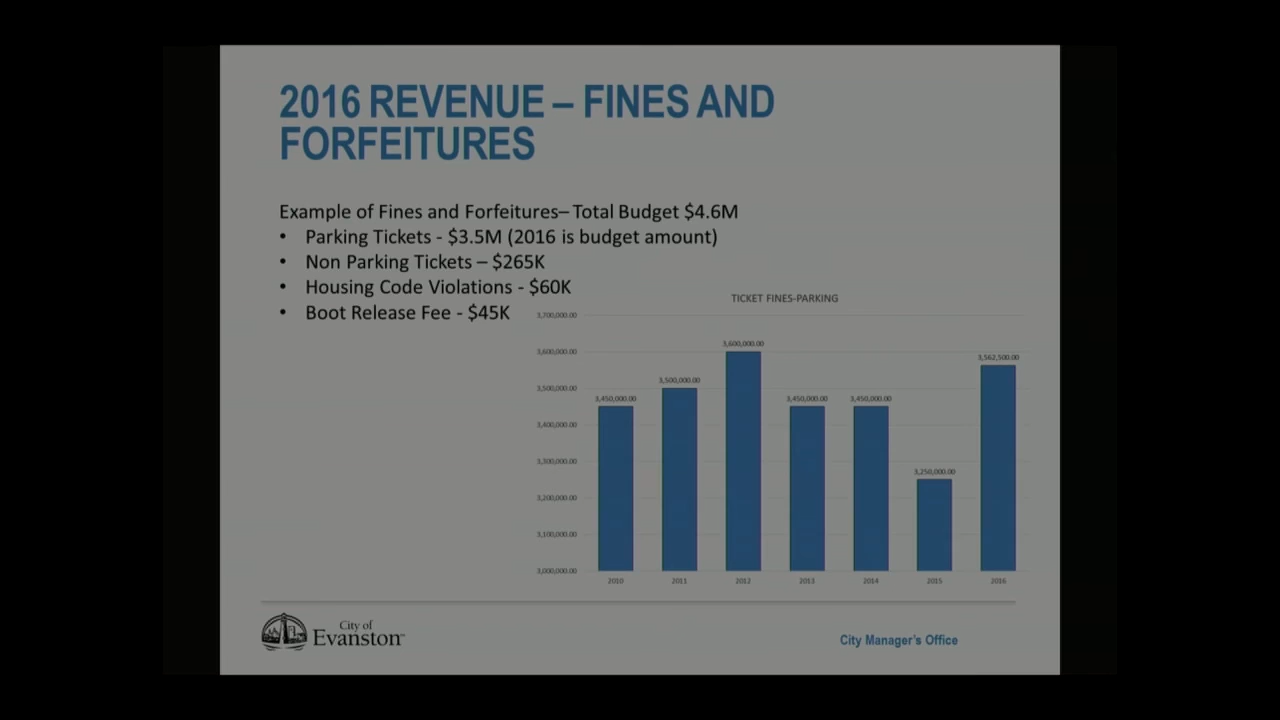 2016 REVENUE – FINES AND
FORFEITURES
Example of Fines and Forfeitures– Total Budget $4.6M
• Parking Tickets - $3.5M (2016 is budget amount)
• Non Parking Tickets – $265K
• Housing Code Violations - $60K
• Boot Release Fee - $45K
TICKET FINES-PARKING
3,700,000.00
3,600,000.00
3,500,000.00
3,400,000.00
3,300,000.00
3,200,000.00
3,100,000.00
3,000,000.00
3,450,000.00
3,500,000.00
3,600,000.00
3,450,000.00
3,450,000.00
3,250,000.00
3,562,500.00
2010 2011 2012 2013 2014 2015 2016
City of
Evanston™
City Manager's Office